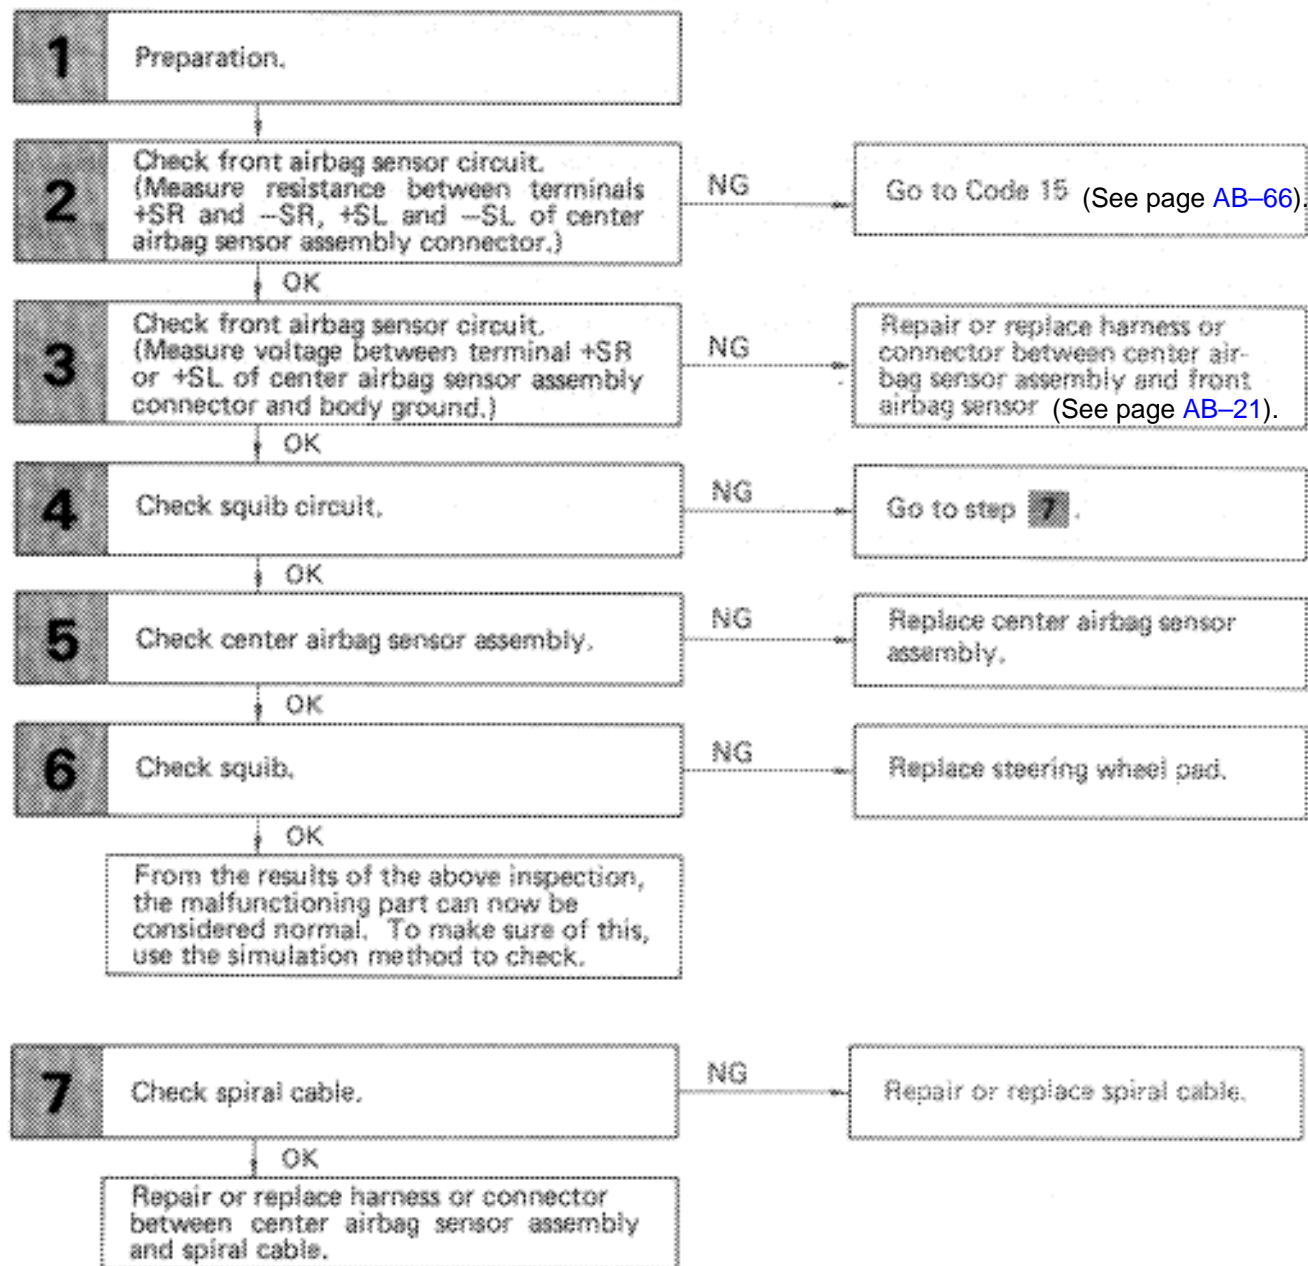 1 Preparation.
2 Check front airbag sensor circuit.
(Measure resistance between terminals
+SR and —SR, +SL and —SL of center
airbag sensor assembly connector.)
NG
Go to Code 15 (See page AB–66).
OK
3 Check front airbag sensor circuit.
(Measure voltage between terminal +SR
or +SL of center airbag sensor assembly
connector and body ground.)
NG
Repair or replace harness or
connector between center air-
bag sensor assembly and front
airbag sensor (See page AB–21).
OK
4 Check squib circuit.
NG
Go to step 7 .
OK
5 Check center airbag sensor assembly.
NG
Replace center airbag sensor
assembly.
OK
6 Check squib.
NG
Replace steering wheel pad.
OK
From the results of the above inspection,
the malfunctioning part can now be
considered normal. To make sure of this,
use the simulation method to check.
7 Check spiral cable.
NG
Repair or replace spiral cable.
OK
Repair or replace harness or connector
between center airbag sensor assembly
and spiral cable.